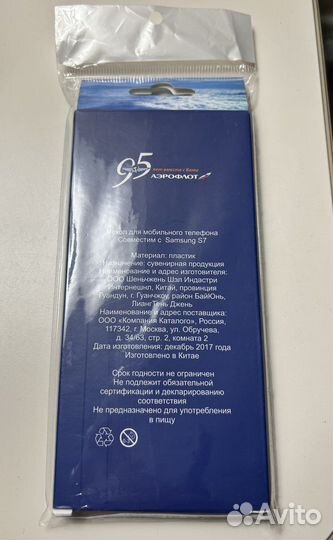 95 лет вместе с Вами
АЭРОФЛОТ
Чехол для мобильного телефона
Совместим с Samsung S7
Материал: пластик
Назначение: сувенирная продукция
Наименование и адрес изготовителя:
ООО Шеньчжень Шэл Индастри
Интернешнл, Китай, провинция
Гуандун, г. Гуанчжоу, район БайЮнь,
ЛиангТень Джень
Наименование и адрес поставщика:
ООО «Компания Каталого», Россия,
117342, г. Москва, ул. Обручева,
д. 34/63, стр. 2, комната 2
Дата изготовления: декабрь 2017 года
Изготовлено в Китае
Срок годности не ограничен
Не подлежит обязательной
сертификации и декларированию
соответствия
Не предназначено для употребления
в пищу
Avito